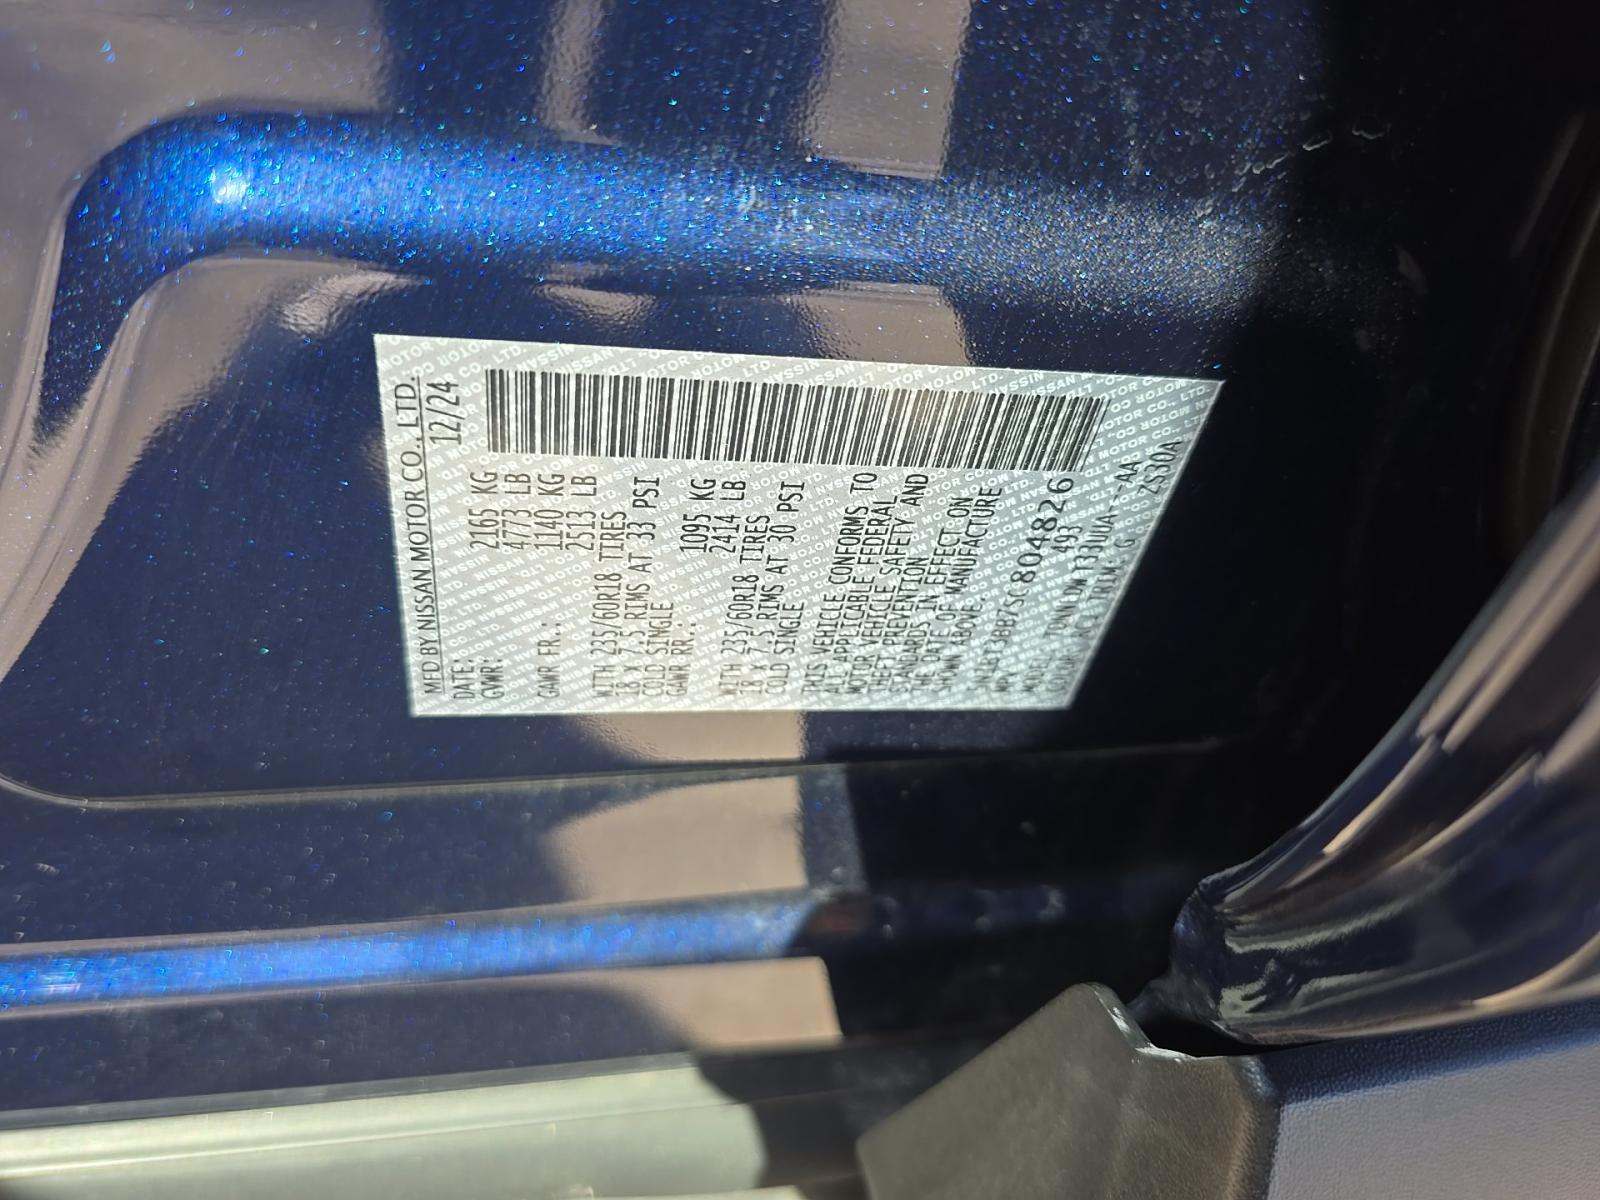 MFD BY NISSAN MOTOR CO., LTD.
DATE: 12/24
GVWR: 2165 KG
4773 LB
GAWR FR.: 1140 KG
2513 LB
WITH 235/60R18 TIRES
18 X 7.5 RIMS AT 33 PSI
COLD SINGLE
GAWR RR.: 1095 KG
2414 LB
WITH 235/60R18 TIRES
18 X 7.5 RIMS AT 30 PSI
COLD SINGLE
THIS VEHICLE CONFORMS TO
ALL APPLICABLE FEDERAL
MOTOR VEHICLE SAFETY AND
THEFT PREVENTION
STANDARDS IN EFFECT ON
THE DATE OF MANUFACTURE
SHOWN ABOVE.
MPV 493
MODEL
COLOR TRIM G ZS30A